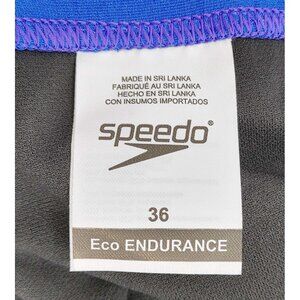 MADE IN SRI LANKA
FABRIQUÉ AU SRI LANKA
HECHO EN SRI LANKA
CON INSUMOS IMPORTADOS
speedo®
36
Eco ENDURANCE